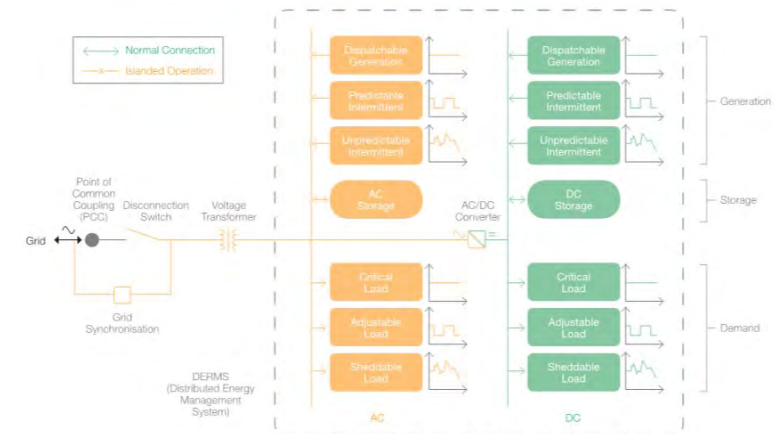 Normal Connection
Islanded Operation
Point of
Common
Coupling
(PCC)
Disconnection
Switch
Voltage
Transformer
Grid
Grid
Synchronisation
DERMS
(Distributed Energy
Management
System)
Dispatchable
Generation
Predictable
Intermittent
Unpredictable
Intermittent
AC
Storage
AC/DC
Converter
Critical
Load
Adjustable
Load
Sheddable
Load
AC
Dispatchable
Generation
Predictable
Intermittent
Unpredictable
Intermittent
DC
Storage
Critical
Load
Adjustable
Load
Sheddable
Load
DC
Generation
Storage
Demand